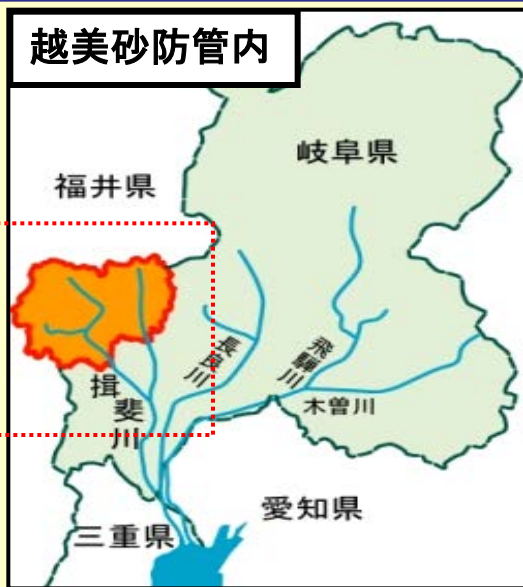 越美砂防管内
岐阜県
福井県
長良川
飛騨川
揖斐川
木曽川
愛知県
三重県